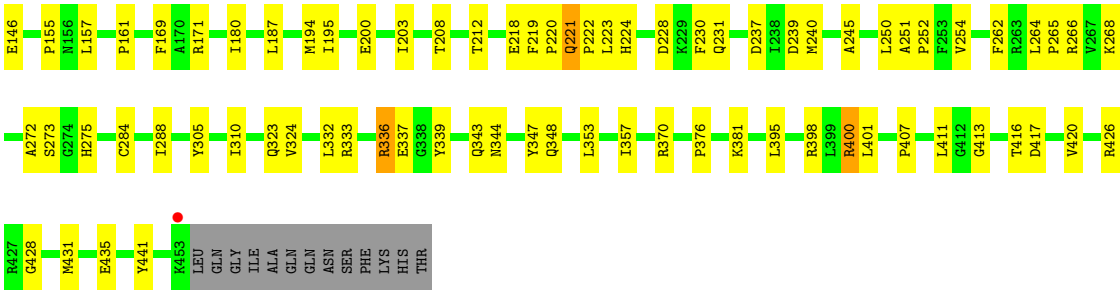 E146 P155 N156 L157 P161 F169 A170 R171 I180 L187 M194 I195 E200 I203 T208 T212 E218 F219 P220 Q221 P222 L223 H224 D228 K229 F230 Q231 D237 I238 D239 M240 A245 L250 A251 P252 F253 V254 F262 R263 L264 P265 R266 V267 K268
A272 S273 G274 H275 C284 I288 Y305 I310 Q323 V324 L332 R333 R336 E337 G338 Y339 Q343 N344 Y347 Q348 L353 I357 R370 P376 K381 L395 R398 L399 R400 L401 P407 L411 G412 G413 T416 D417 V420 R426
R427 G428 M431 E435 Y441 K453 LEU GLN GLY ILE ALA GLN GLN ASN SER PHE LYS HIS THR